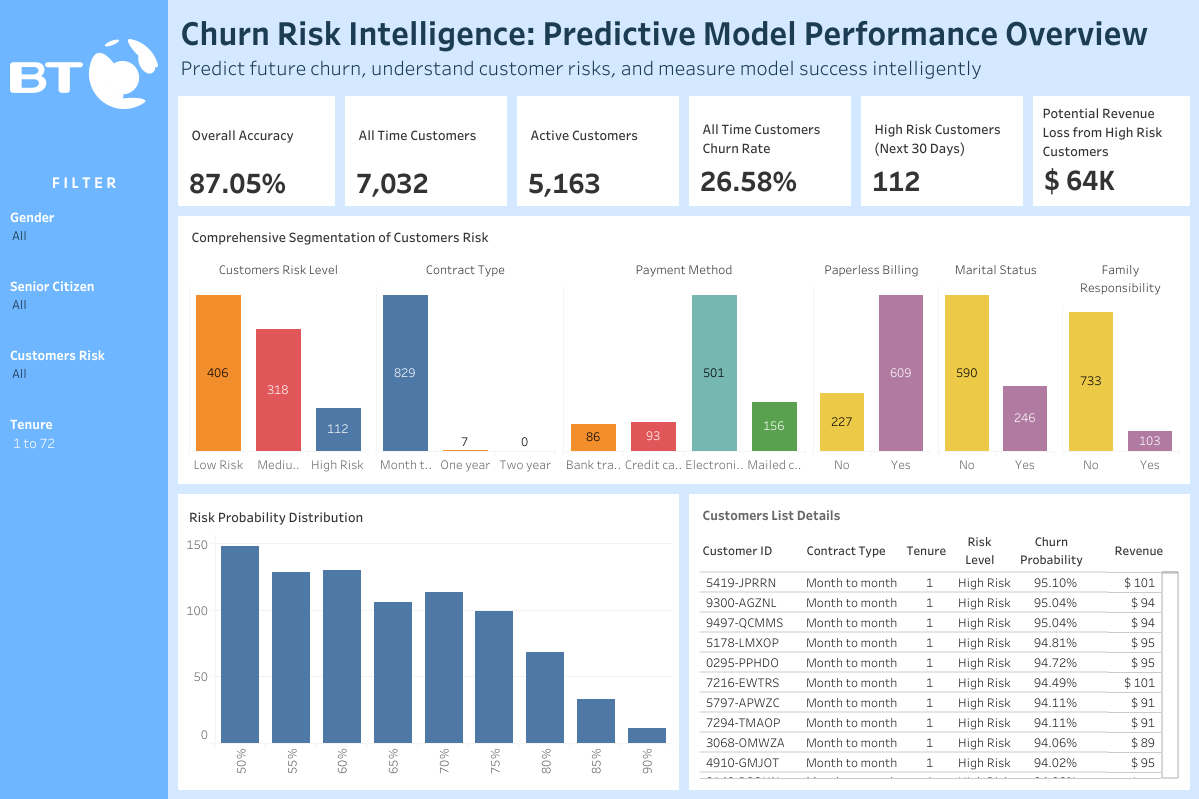 BT
FILTER
Gender
All
Senior Citizen
All
Customers Risk
All
Tenure
1 to 72
Churn Risk Intelligence: Predictive Model Performance Overview
Predict future churn, understand customer risks, and measure model success intelligently
Overall Accuracy
87.05%
All Time Customers
7,032
Active Customers
5,163
All Time Customers
Churn Rate
26.58%
High Risk Customers
(Next 30 Days)
112
Potential Revenue
Loss from High Risk
Customers
$ 64K
Comprehensive Segmentation of Customers Risk
Customers Risk Level
406
318
112
Low Risk Mediu.. High Risk
Contract Type
829
7
0
Month t.. One year Two year
Payment Method
86
93
501
156
Bank tra.. Credit ca.. Electroni.. Mailed c..
Paperless Billing
227
609
No Yes
Marital Status
590
246
No Yes
Family
Responsibility
733
103
No Yes
Risk Probability Distribution
150
100
50
0
50% 55% 60% 65% 70% 75% 80% 85% 90%
Customers List Details
Customer ID Contract Type Tenure Risk Level Churn Probability Revenue
5419-JPRRN Month to month 1 High Risk 95.10% $ 101
9300-AGZNL Month to month 1 High Risk 95.04% $ 94
9497-QCMMS Month to month 1 High Risk 95.04% $ 94
5178-LMXOP Month to month 1 High Risk 94.81% $ 95
0295-PPHDO Month to month 1 High Risk 94.72% $ 95
7216-EWTRS Month to month 1 High Risk 94.49% $ 101
5797-APWZC Month to month 1 High Risk 94.11% $ 91
7294-TMAOP Month to month 1 High Risk 94.11% $ 91
3068-OMWZA Month to month 1 High Risk 94.06% $ 89
4910-GMJOT Month to month 1 High Risk 94.02% $ 95